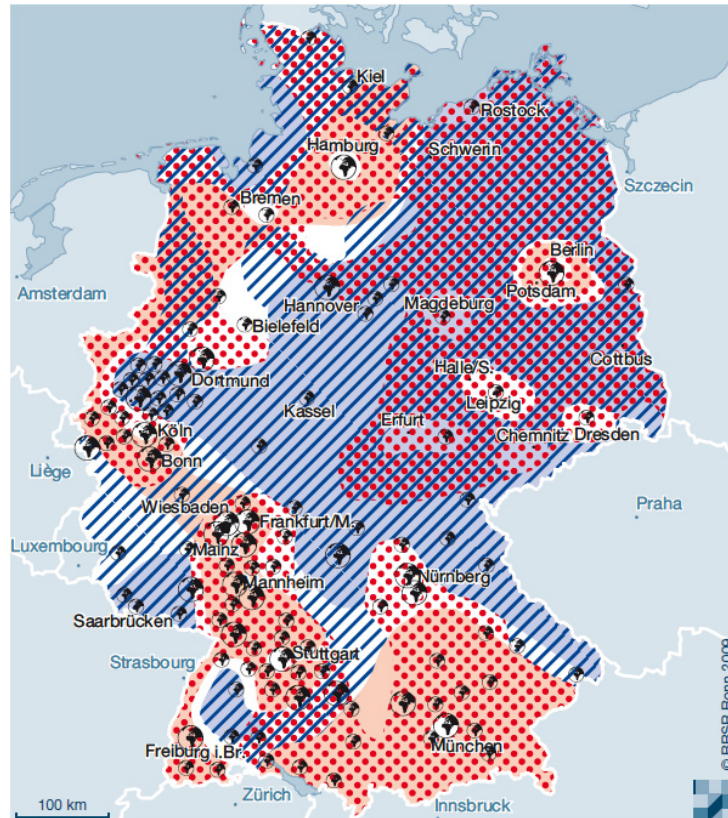 Kiel
Rostock
Hamburg
Schwerin
Szczecin
Bremen
Berlin
Amsterdam
Hannover
Potsdam
Magdeburg
Bielefeld
Halle/S.
Cottbus
Dortmund
Leipzig
Kassel
Erfurt
Köln
Chemnitz
Dresden
Bonn
Liège
Wiesbaden
Praha
Frankfurt/M.
Mainz
Luxembourg
Mannheim
Nürnberg
Saarbrücken
Stuttgart
Strasbourg
München
Freiburg i.Br.
Zürich
Innsbruck
100 km
© BBSR Bonn 2009